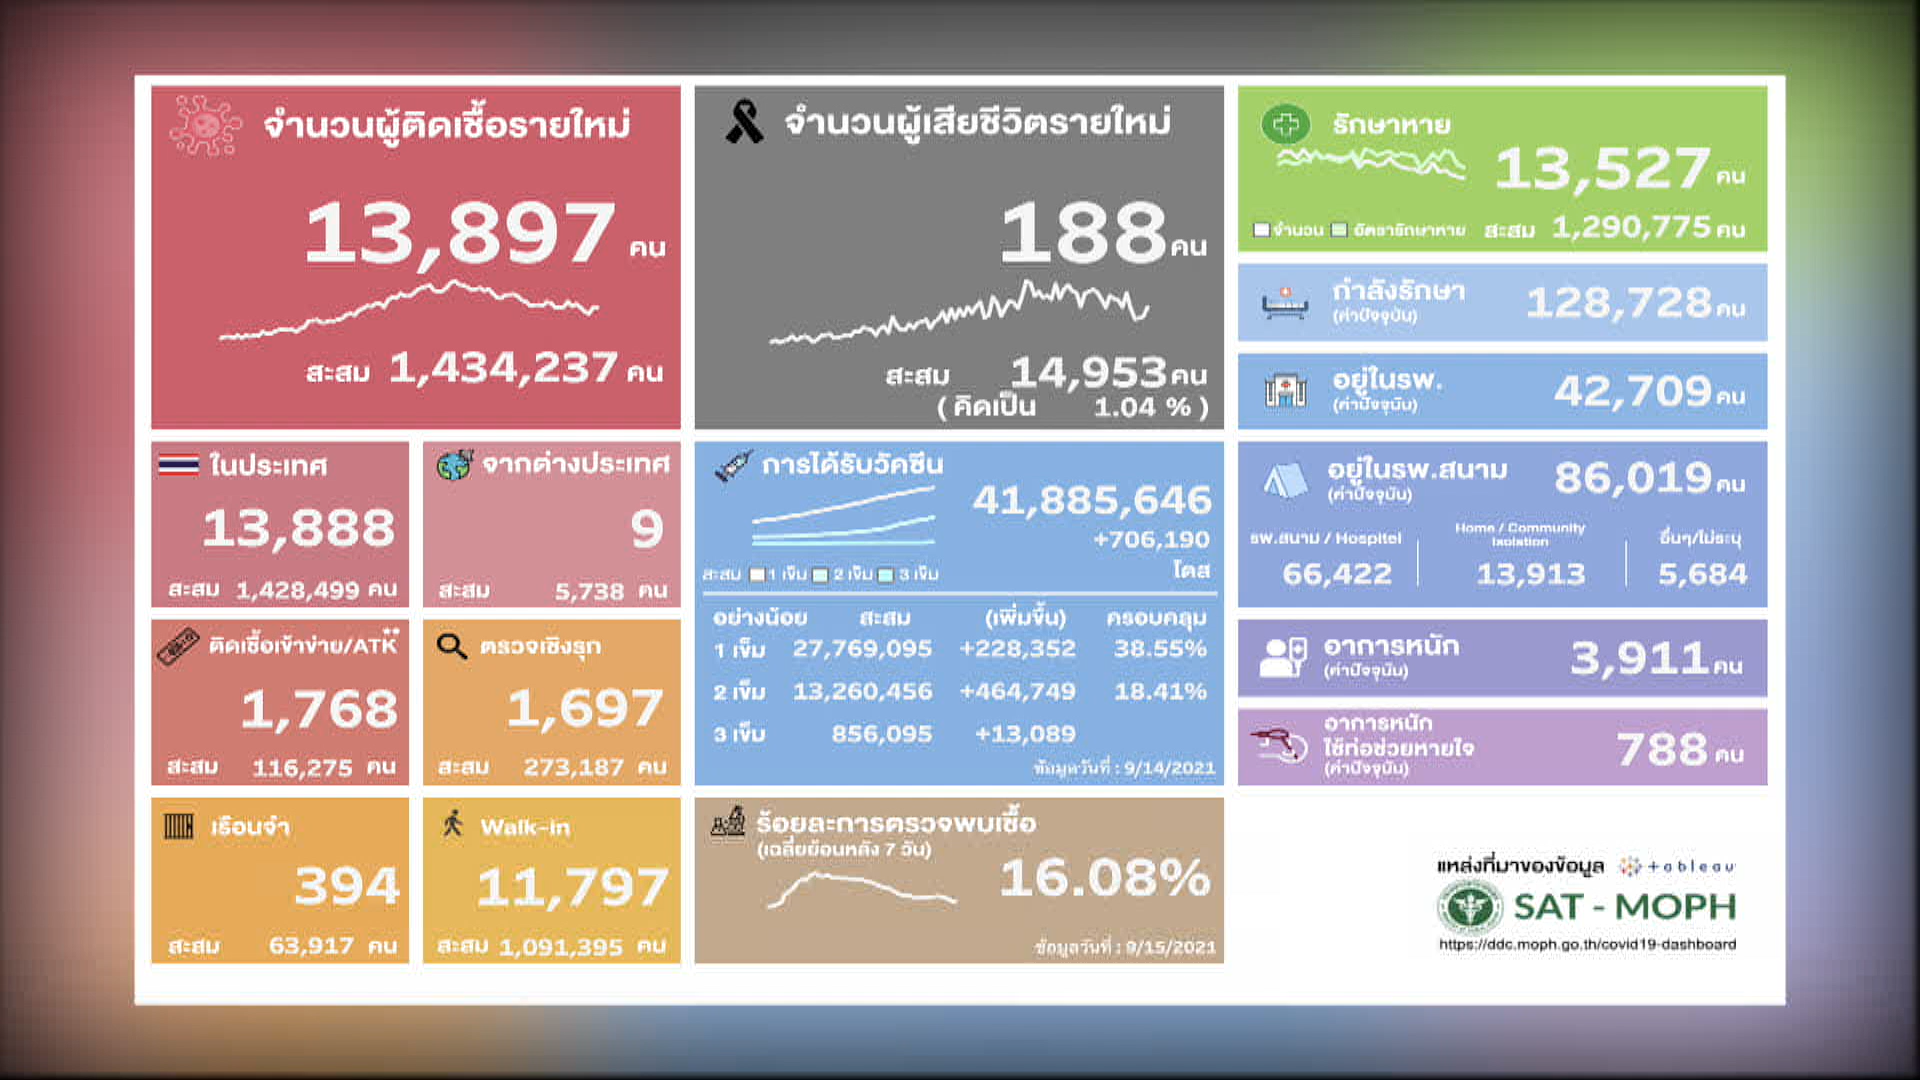 จำนวนผู้ติดเชื้อรายใหม่
13,897 คน
สะสม 1,434,237 คน
จำนวนผู้เสียชีวิตรายใหม่
188 คน
สะสม 14,953 คน
( คิดเป็น 1.04 % )
รักษาหาย
13,527 คน
จำนวน อัตรารักษาหาย สะสม 1,290,775 คน
กำลังรักษา
(ค่าปัจจุบัน)
128,728 คน
อยู่ในรพ.
(ค่าปัจจุบัน)
42,709 คน
ในประเทศ
13,888
สะสม 1,428,499 คน
จากต่างประเทศ
9
สะสม 5,738 คน
การได้รับวัคซีน
41,885,646
+706,190
โดส
สะสม 1 เข็ม 2 เข็ม 3 เข็ม
อย่างน้อย สะสม (เพิ่มขึ้น) ครอบคลุม
1 เข็ม 27,769,095 +228,352 38.55%
2 เข็ม 13,260,456 +464,749 18.41%
3 เข็ม 856,095 +13,089
ข้อมูลวันที่ : 9/14/2021
อยู่ในรพ.สนาม
(ค่าปัจจุบัน)
86,019 คน
รพ.สนาม / Hospitel
66,422
Home / Community
Isolation
13,913
อื่นๆ/ไม่ระบุ
5,684
ติดเชื้อเข้าข่าย/ATK**
1,768
สะสม 116,275 คน
ตรวจเชิงรุก
1,697
สะสม 273,187 คน
อาการหนัก
(ค่าปัจจุบัน)
3,911 คน
อาการหนัก
ใช้ท่อช่วยหายใจ
(ค่าปัจจุบัน)
788 คน
เรือนจำ
394
สะสม 63,917 คน
Walk-in
11,797
สะสม 1,091,395 คน
ร้อยละการตรวจพบเชื้อ
(เฉลี่ยย้อนหลัง 7 วัน)
16.08%
ข้อมูลวันที่ : 9/15/2021
แหล่งที่มาของข้อมูล +ableau
SAT - MOPH
https://ddc.moph.go.th/covid19-dashboard